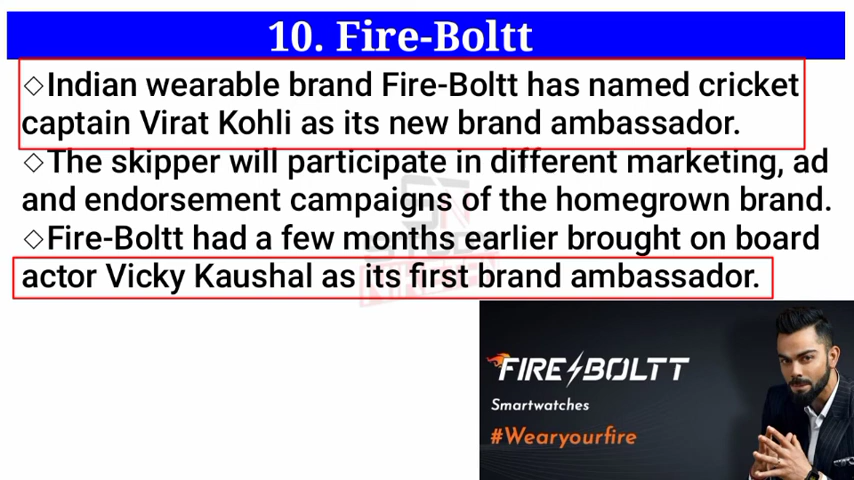 10. Fire-Boltt
◇Indian wearable brand Fire-Boltt has named cricket
captain Virat Kohli as its new brand ambassador.
◇The skipper will participate in different marketing, ad
and endorsement campaigns of the homegrown brand.
◇Fire-Boltt had a few months earlier brought on board
actor Vicky Kaushal as its first brand ambassador.
FIRE BOLTT
Smartwatches
#Wearyourfire